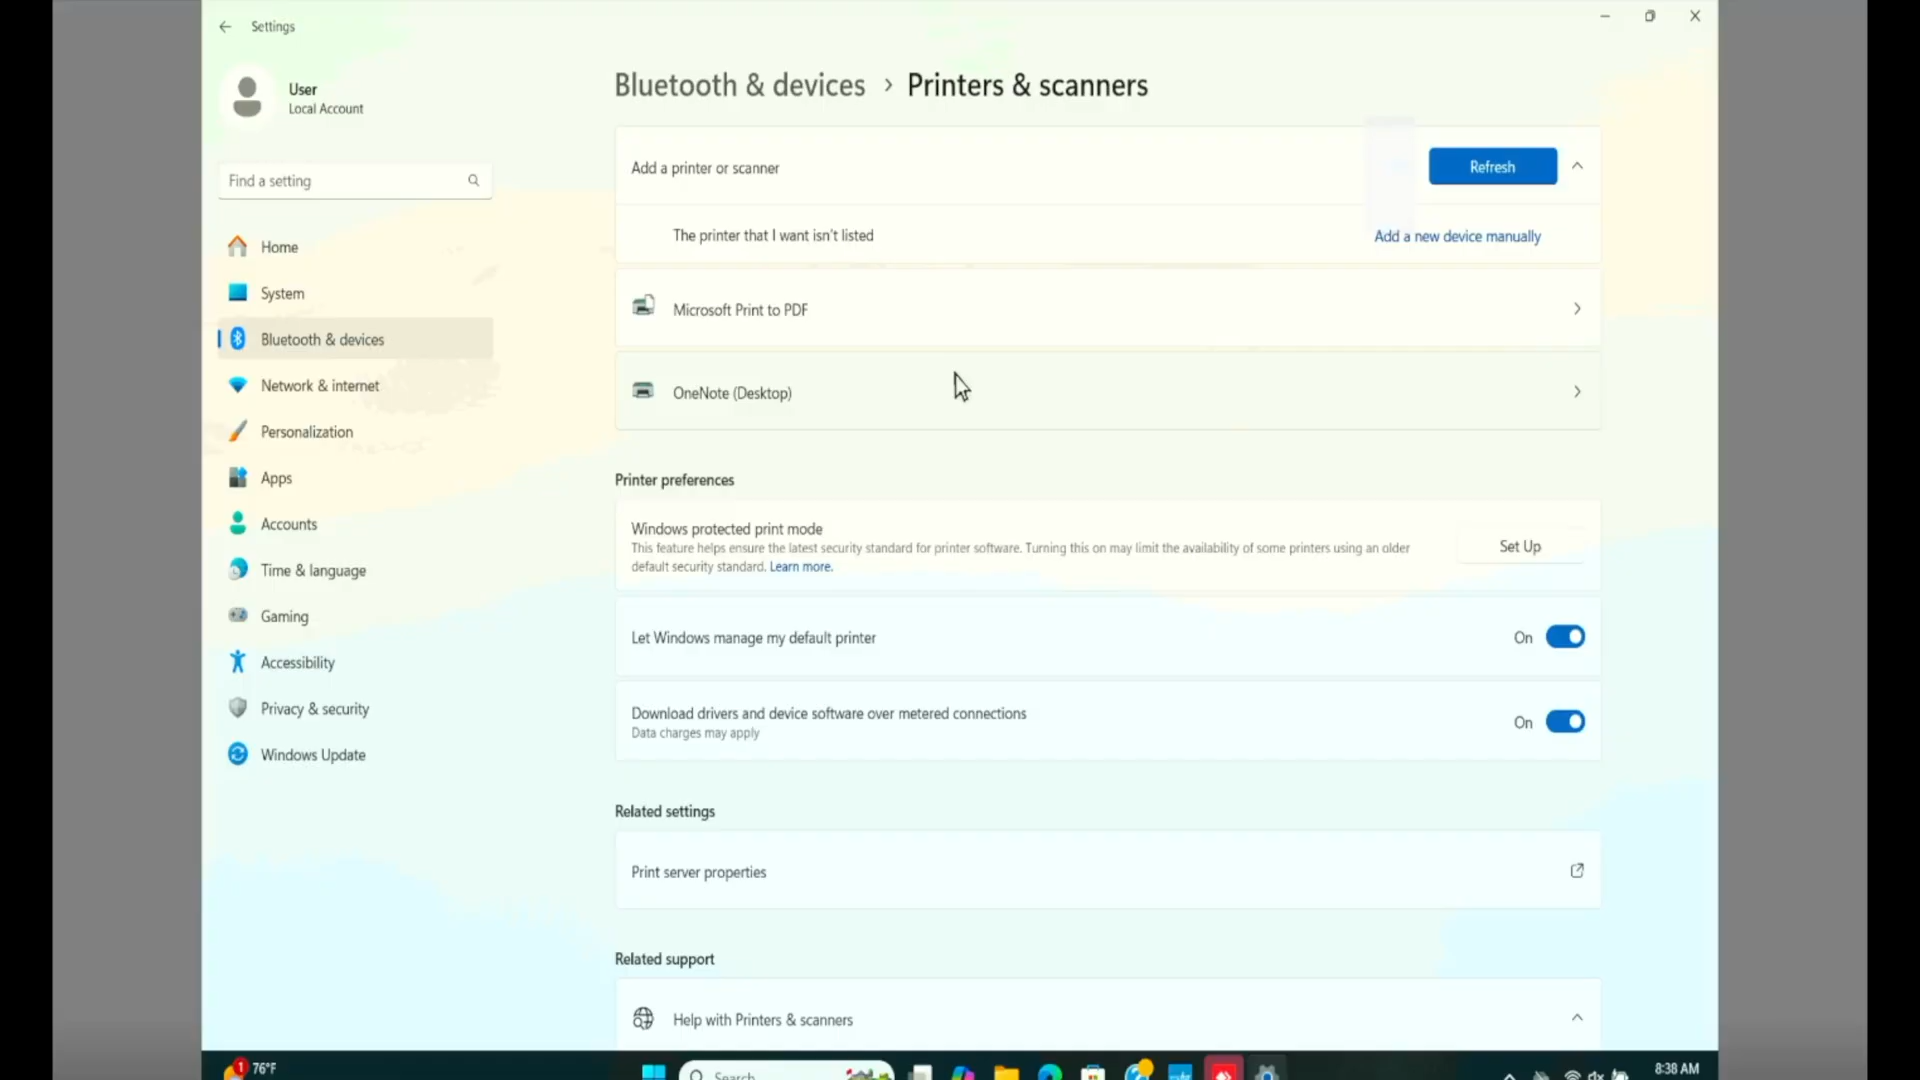 Settings
User
Local Account
Find a setting
Home
System
Bluetooth & devices
Network & internet
Personalization
Apps
Accounts
Time & language
Gaming
Accessibility
Privacy & security
Windows Update
Bluetooth & devices › Printers & scanners
Add a printer or scanner
Refresh
The printer that I want isn't listed
Add a new device manually
Microsoft Print to PDF
OneNote (Desktop)
Printer preferences
Windows protected print mode
This feature helps ensure the latest security standard for printer software. Turning this on may limit the availability of some printers using an older
default security standard. Learn more.
Set Up
Let Windows manage my default printer
On
Download drivers and device software over metered connections
Data charges may apply
On
Related settings
Print server properties
Related support
Help with Printers & scanners
1
76°F
Search
8:38 AM